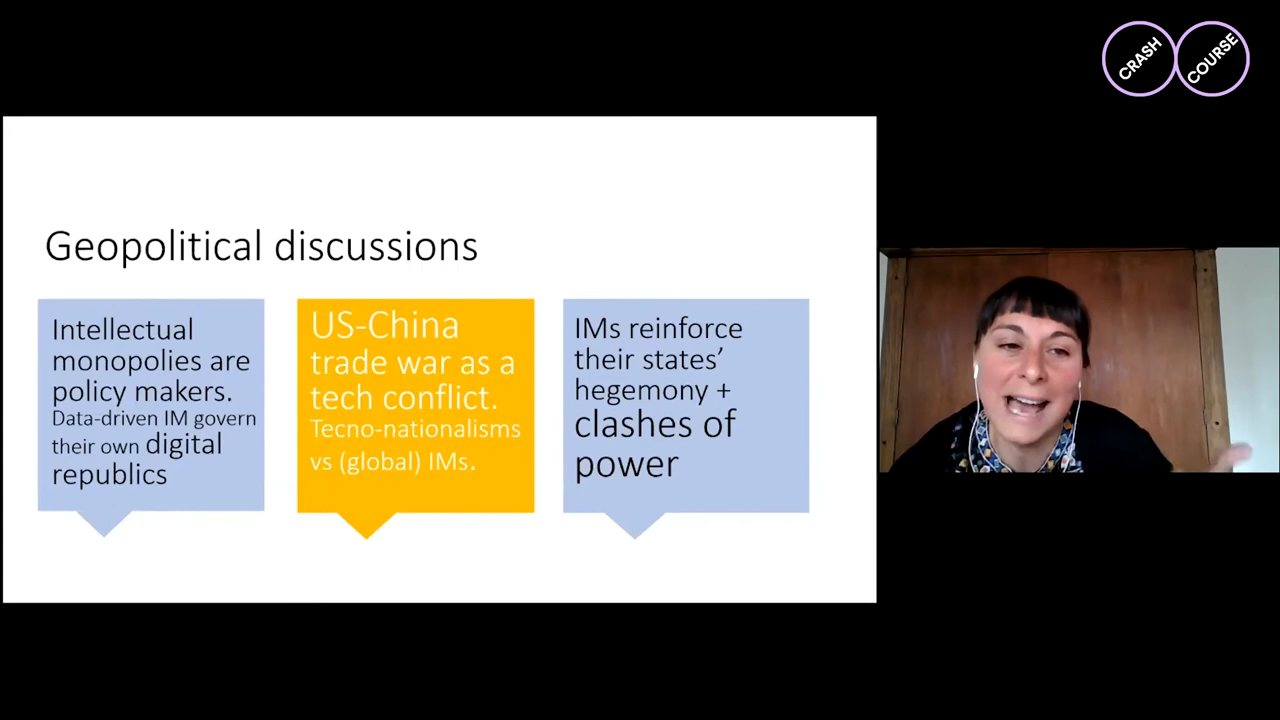 CRASH COURSE
Geopolitical discussions
Intellectual
monopolies are
policy makers.
Data-driven IM govern
their own digital
republics
US-China
trade war as a
tech conflict.
Tecno-nationalisms
vs (global) IMs.
IMs reinforce
their states’
hegemony +
clashes of
power